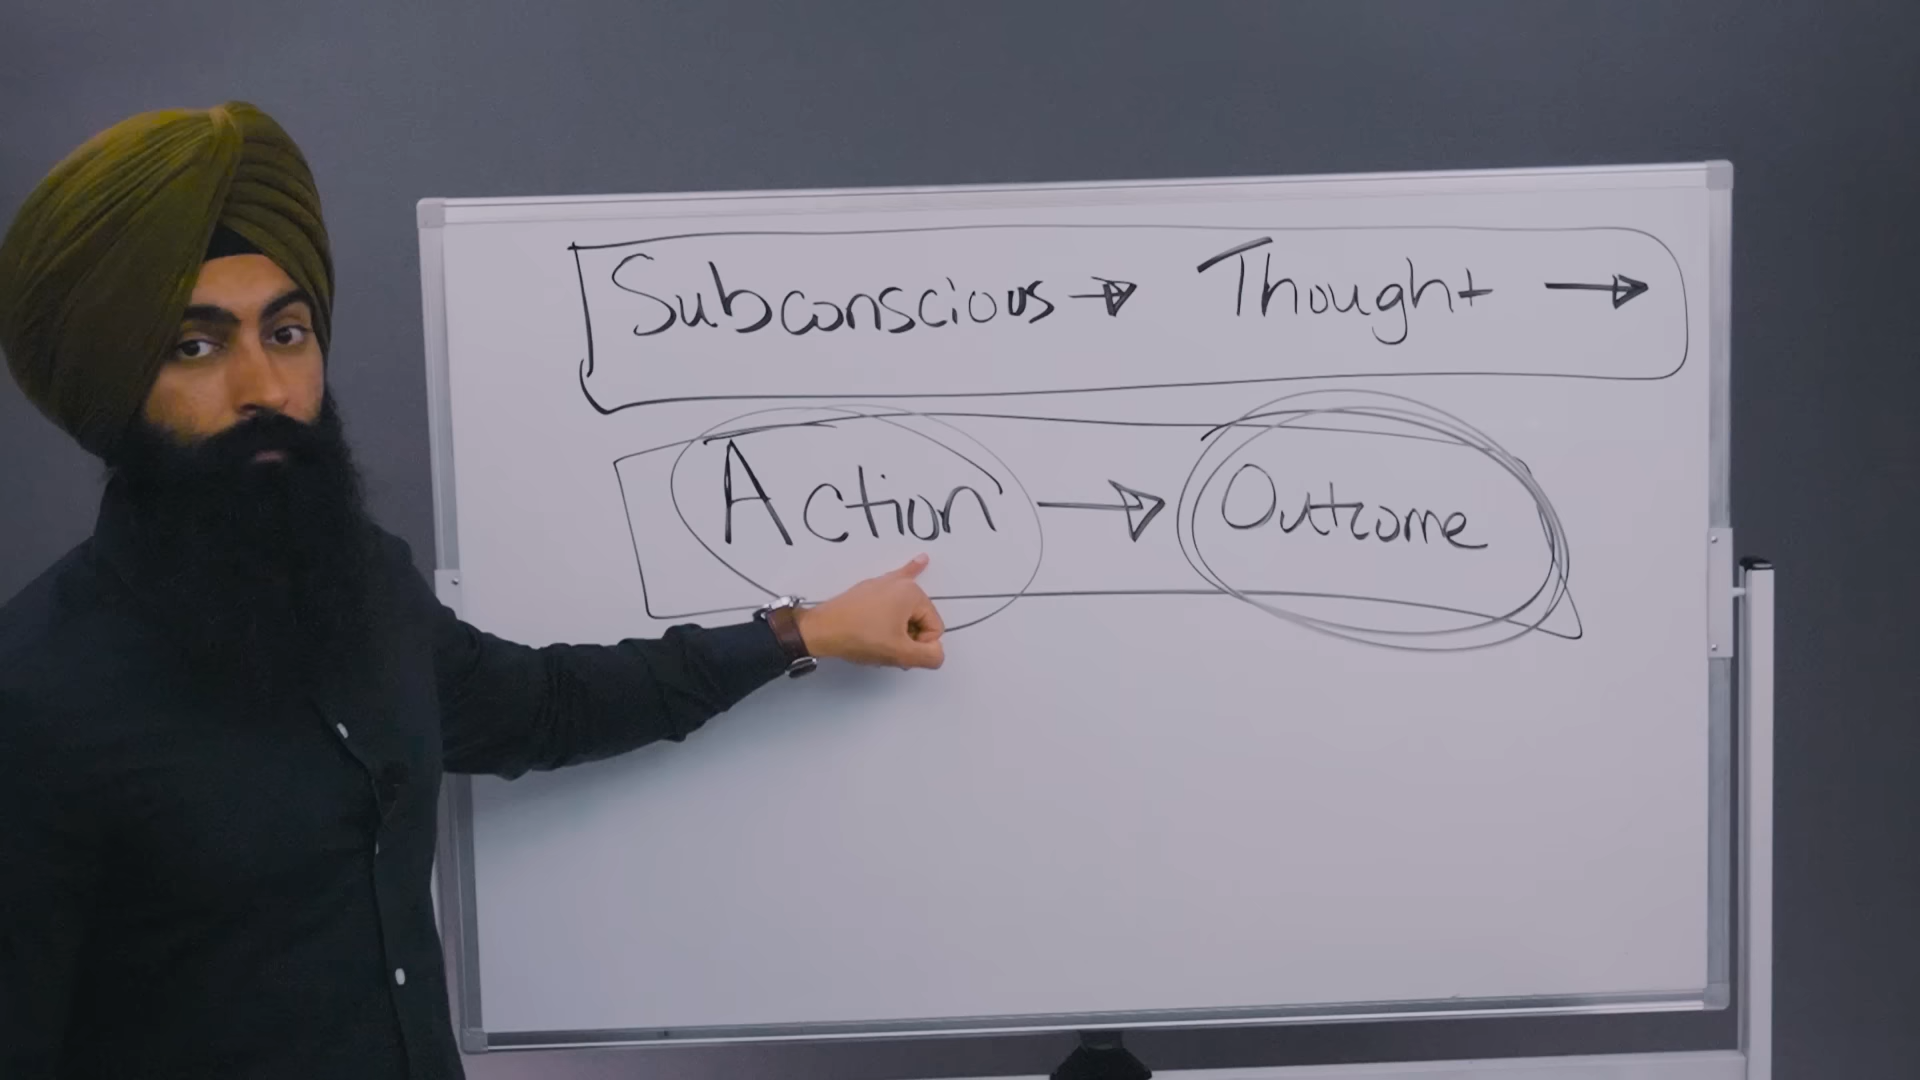 Subconscious → Thought →
Action → Outcome